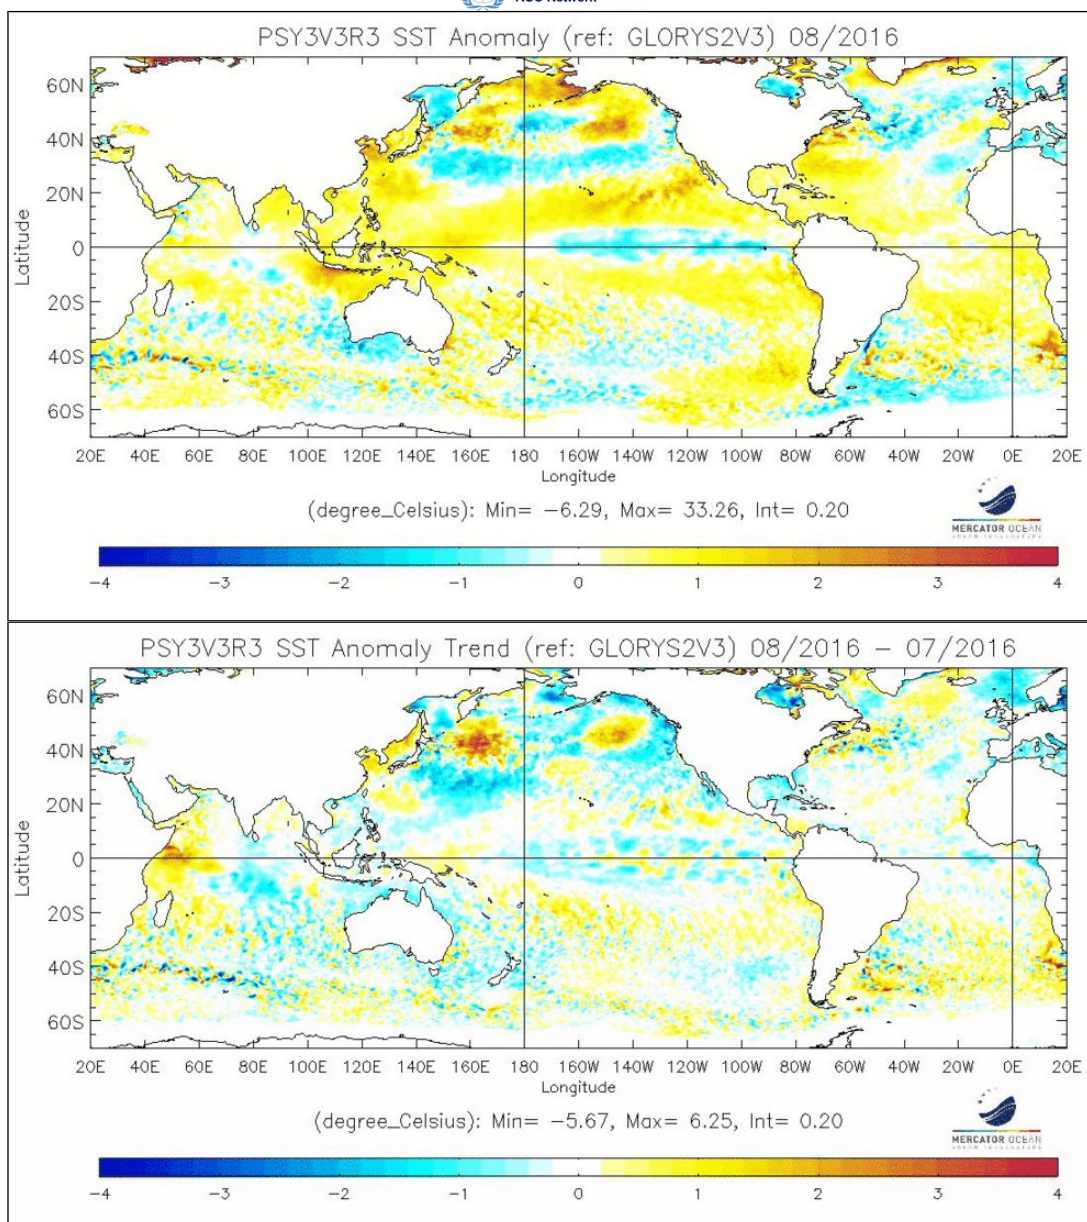 RCC Network
PSY3V3R3 SST Anomaly (ref: GLORYS2V3) 08/2016
60N
40N
20N
0
20S
40S
60S
Latitude
20E 40E 60E 80E 100E 120E 140E 160E 180E 160W 140W 120W 100W 80W 60W 40W 20W 0E 20E
Longitude
(degree_Celsius): Min= −6.29, Max= 33.26, Int= 0.20
MERCATOR OCEAN
−4 −3 −2 −1 0 1 2 3 4
PSY3V3R3 SST Anomaly Trend (ref: GLORYS2V3) 08/2016 − 07/2016
60N
40N
20N
0
20S
40S
60S
Latitude
20E 40E 60E 80E 100E 120E 140E 160E 180E 160W 140W 120W 100W 80W 60W 40W 20W 0E 20E
Longitude
(degree_Celsius): Min= −5.67, Max= 6.25, Int= 0.20
MERCATOR OCEAN
−4 −3 −2 −1 0 1 2 3 4